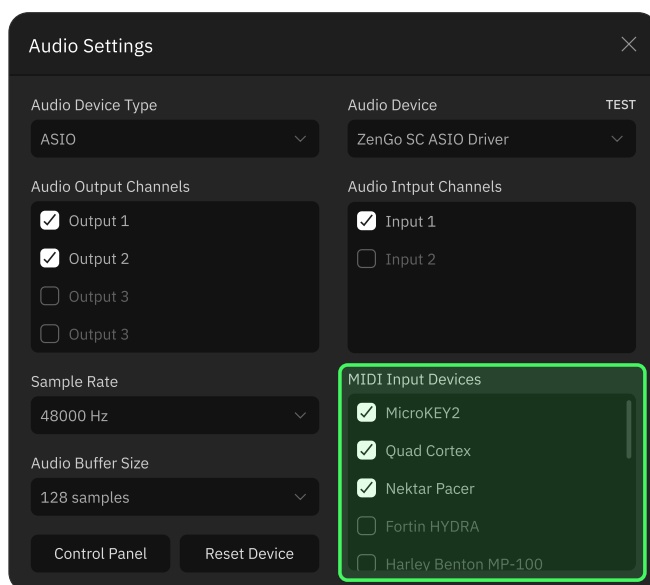 Audio Settings
Audio Device Type
ASIO
Audio Device
TEST
ZenGo SC ASIO Driver
Audio Output Channels
Output 1
Output 2
Output 3
Output 3
Audio Intput Channels
Input 1
Input 2
Sample Rate
48000 Hz
Audio Buffer Size
128 samples
Control Panel
Reset Device
MIDI Input Devices
MicroKEY2
Quad Cortex
Nektar Pacer
Fortin HYDRA
Harley Benton MP-100